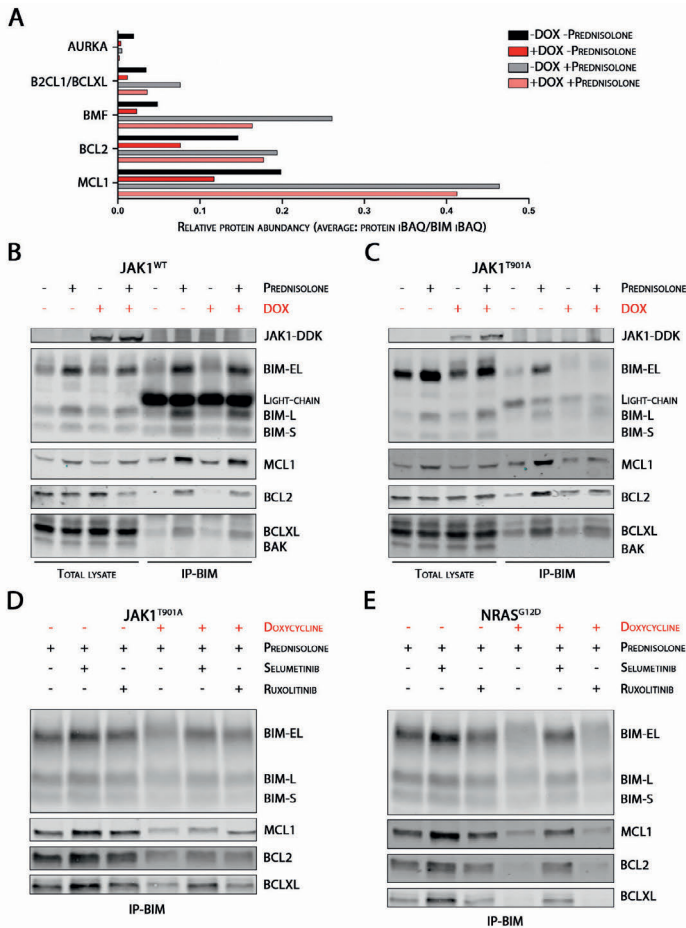 A
AURKA
B2CL1/BCLXL
BMF
BCL2
MCL1
-DOX -PREDNISOLONE
+DOX -PREDNISOLONE
-DOX +PREDNISOLONE
+DOX +PREDNISOLONE
0.0 0.1 0.2 0.3 0.4 0.5
RELATIVE PROTEIN ABUNDANCY (AVERAGE: PROTEIN IBAQ/BIM IBAQ)
B
JAK1WT
- + - + - + - + PREDNISOLONE
- - + + - - + + DOX
JAK1-DDK
BIM-EL
LIGHT-CHAIN
BIM-L
BIM-S
MCL1
BCL2
BCLXL
BAK
TOTAL LYSATE IP-BIM
C
JAK1T901A
- + - + - + - + PREDNISOLONE
- - + + - - + + DOX
JAK1-DDK
BIM-EL
LIGHT-CHAIN
BIM-L
BIM-S
MCL1
BCL2
BCLXL
BAK
TOTAL LYSATE IP-BIM
D
JAK1T901A
- - - + + + DOXYCYCLINE
+ + + + + + PREDNISOLONE
- + - - + - SELUMETINIB
- - + - - + RUXOLITINIB
BIM-EL
BIM-L
BIM-S
MCL1
BCL2
BCLXL
IP-BIM
E
NRASG12D
- - - + + + DOXYCYCLINE
+ + + + + + PREDNISOLONE
- + - - + - SELUMETINIB
- - + - - + RUXOLITINIB
BIM-EL
BIM-L
BIM-S
MCL1
BCL2
BCLXL
IP-BIM